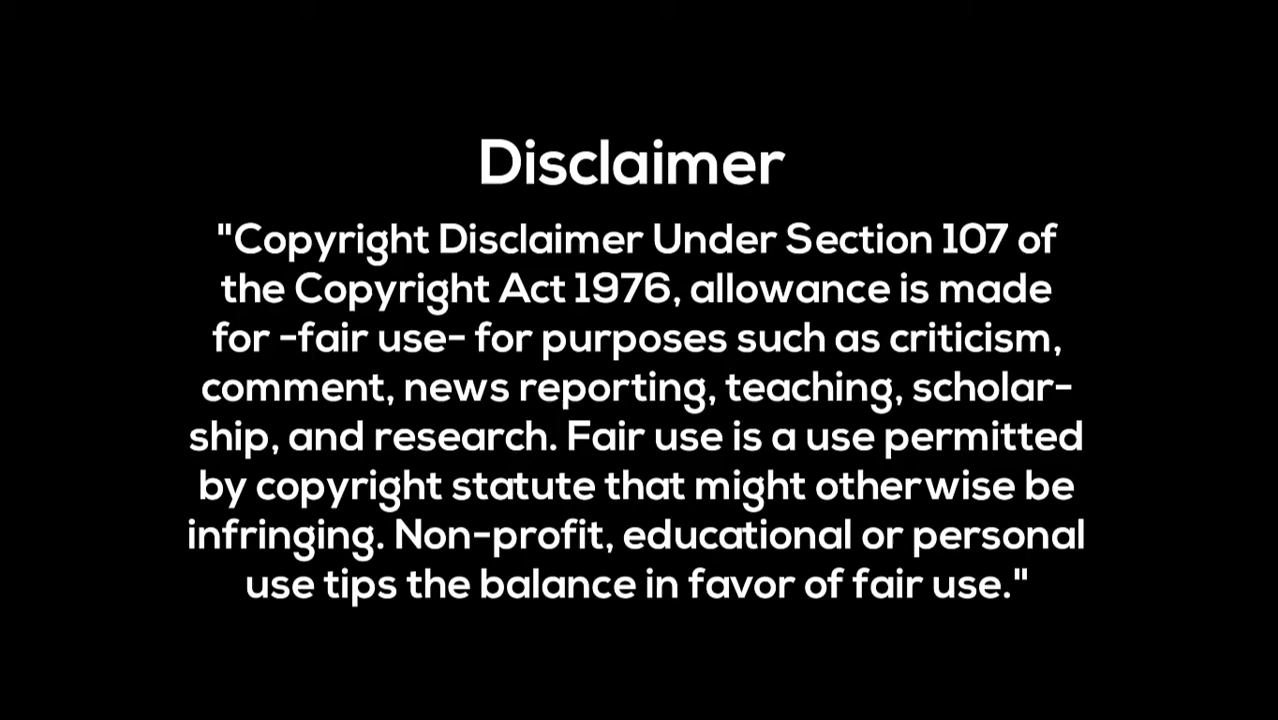 Disclaimer
"Copyright Disclaimer Under Section 107 of
the Copyright Act 1976, allowance is made
for -fair use- for purposes such as criticism,
comment, news reporting, teaching, scholar-
ship, and research. Fair use is a use permitted
by copyright statute that might otherwise be
infringing. Non-profit, educational or personal
use tips the balance in favor of fair use."